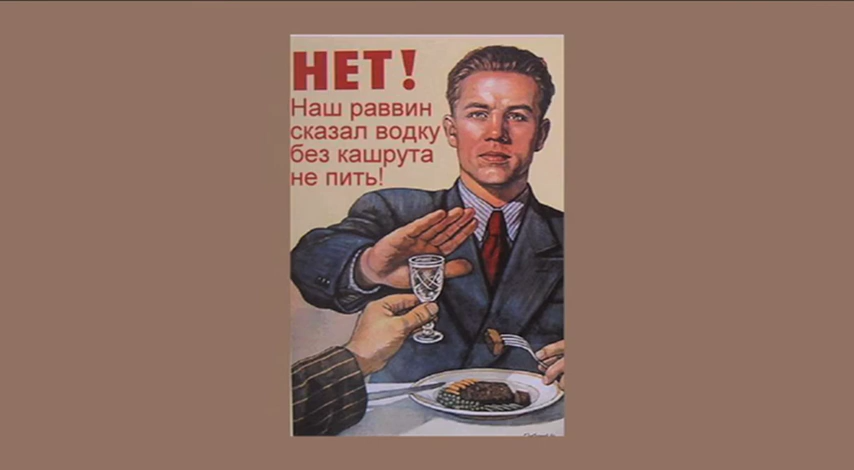 НЕТ!
Наш раввин
сказал водку
без кашрута
не пить!